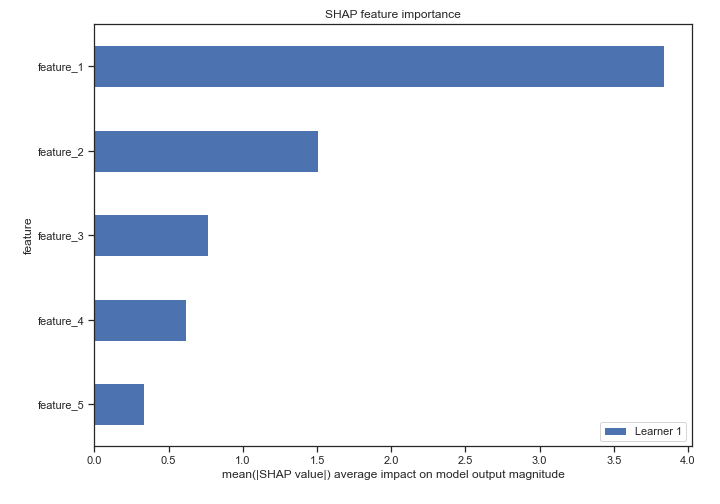 SHAP feature importance
feature_1
feature_2
feature_3
feature_4
feature_5
feature
Learner 1
0.0 0.5 1.0 1.5 2.0 2.5 3.0 3.5 4.0
mean(|SHAP value|) average impact on model output magnitude